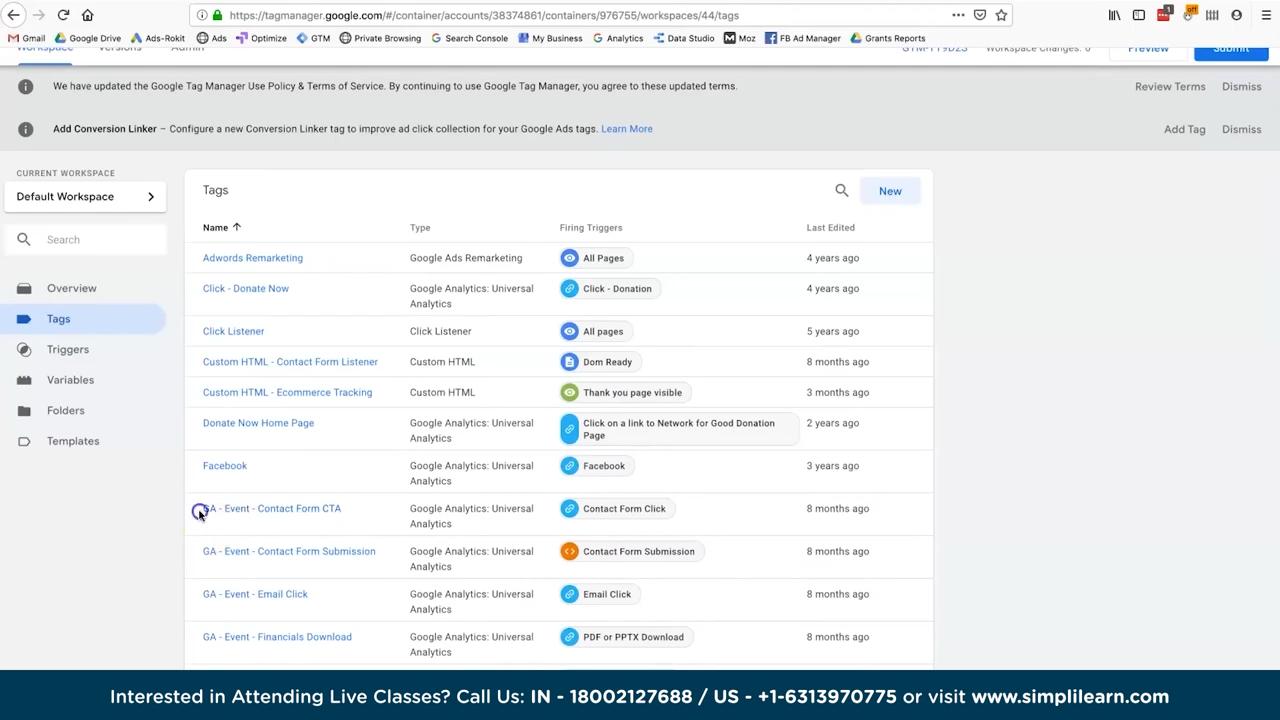 https://tagmanager.google.com/#/container/accounts/38374861/containers/976755/workspaces/44/tags
1
off
Gmail Google Drive Ads-Rokit Ads Optimize GTM Private Browsing Search Console My Business Analytics Data Studio Moz FB Ad Manager Grants Reports
Workspace Versions Admin Workspace Changes: 0 Preview Submit
We have updated the Google Tag Manager Use Policy & Terms of Service. By continuing to use Google Tag Manager, you agree to these updated terms. Review Terms Dismiss
Add Conversion Linker – Configure a new Conversion Linker tag to improve ad click collection for your Google Ads tags. Learn More Add Tag Dismiss
CURRENT WORKSPACE
Default Workspace
Search
Overview
Tags
Triggers
Variables
Folders
Templates
Tags New
Name Type Firing Triggers Last Edited
Adwords Remarketing Google Ads Remarketing All Pages 4 years ago
Click - Donate Now Google Analytics: Universal Click - Donation 4 years ago
Analytics
Click Listener Click Listener All pages 5 years ago
Custom HTML - Contact Form Listener Custom HTML Dom Ready 8 months ago
Custom HTML - Ecommerce Tracking Custom HTML Thank you page visible 3 months ago
Donate Now Home Page Google Analytics: Universal Click on a link to Network for Good Donation 2 years ago
Analytics Page
Facebook Google Analytics: Universal Facebook 3 years ago
Analytics
GA - Event - Contact Form CTA Google Analytics: Universal Contact Form Click 8 months ago
Analytics
GA - Event - Contact Form Submission Google Analytics: Universal Contact Form Submission 8 months ago
Analytics
GA - Event - Email Click Google Analytics: Universal Email Click 8 months ago
Analytics
GA - Event - Financials Download Google Analytics: Universal PDF or PPTX Download 8 months ago
Analytics
Interested in Attending Live Classes? Call Us: IN - 18002127688 / US - +1-6313970775 or visit www.simplilearn.com